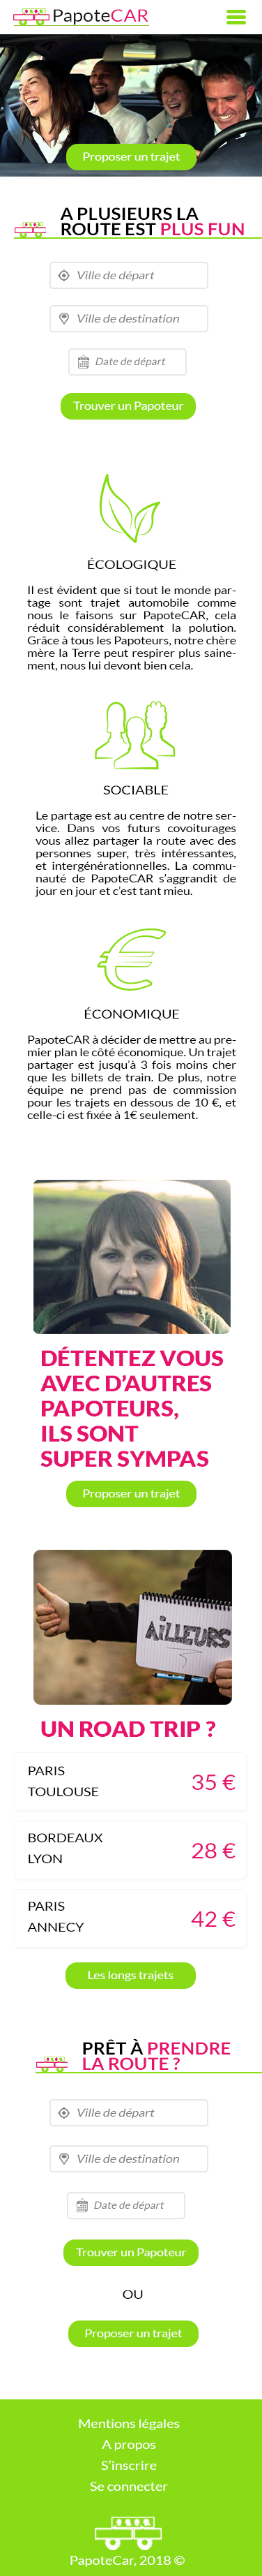 PapoteCAR
Proposer un trajet
A PLUSIEURS LA
ROUTE EST PLUS FUN
Ville de départ
Ville de destination
Date de départ
Trouver un Papoteur
ÉCOLOGIQUE
Il est évident que si tout le monde par-
tage sont trajet automobile comme
nous le faisons sur PapoteCAR, cela
réduit considérablement la polution.
Grâce à tous les Papoteurs, notre chère
mère la Terre peut respirer plus saine-
ment, nous lui devont bien cela.
SOCIABLE
Le partage est au centre de notre ser-
vice. Dans vos futurs covoiturages
vous allez partager la route avec des
personnes super, très intéressantes,
et intergénérationnelles. La commu-
nauté de PapoteCAR s'aggrandit de
jour en jour et c'est tant mieu.
ÉCONOMIQUE
PapoteCAR à décider de mettre au pre-
mier plan le côté économique. Un trajet
partager est jusqu'à 3 fois moins cher
que les billets de train. De plus, notre
équipe ne prend pas de commission
pour les trajets en dessous de 10 €, et
celle-ci est fixée à 1€ seulement.
DÉTENTEZ VOUS
AVEC D'AUTRES
PAPOTEURS,
ILS SONT
SUPER SYMPAS
Proposer un trajet
AiLLEURS
UN ROAD TRIP ?
PARIS
TOULOUSE
35 €
BORDEAUX
LYON
28 €
PARIS
ANNECY
42 €
Les longs trajets
PRÊT À PRENDRE
LA ROUTE ?
Ville de départ
Ville de destination
Date de départ
Trouver un Papoteur
OU
Proposer un trajet
Mentions légales
A propos
S'inscrire
Se connecter
PapoteCar, 2018 ©